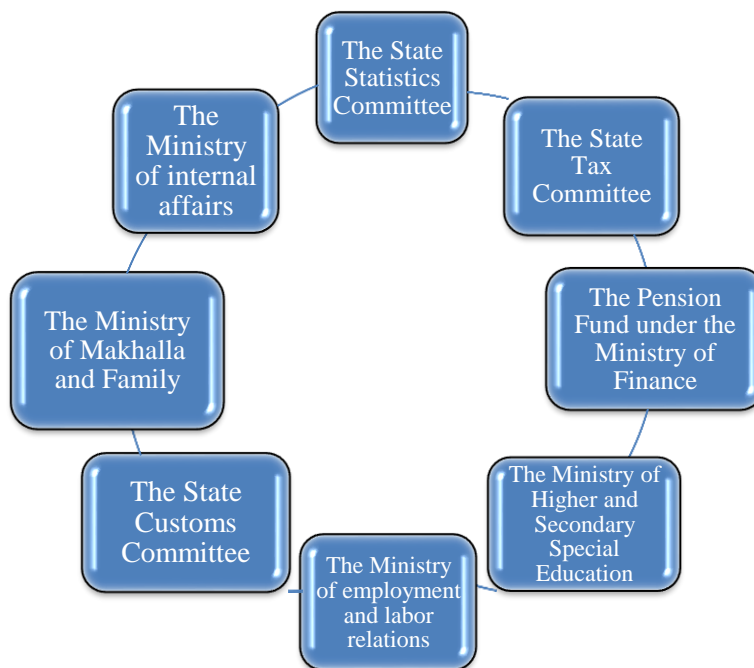 The State
Statistics
Committee
The State
Tax
Committee
The Pension
Fund under the
Ministry of
Finance
The Ministry of
Higher and
Secondary
Special
Education
The Ministry
of employment
and labor
relations
The State
Customs
Committee
The Ministry
of Makhalla
and Family
The
Ministry
of internal
affairs